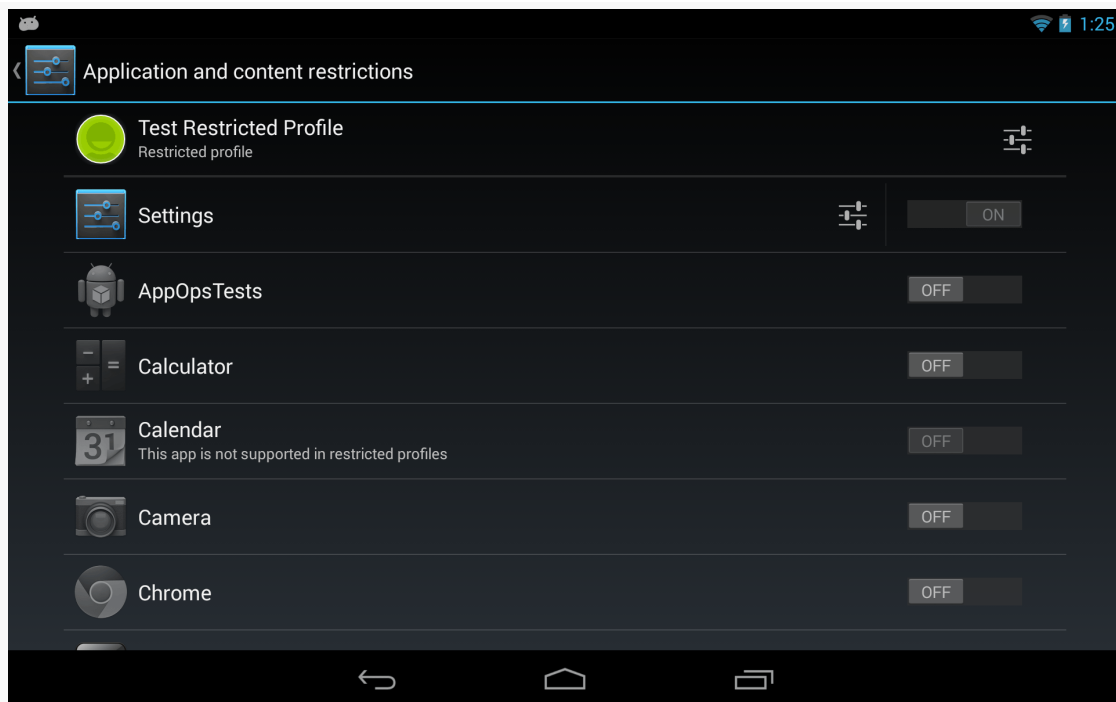 1:25
Application and content restrictions
Test Restricted Profile
Restricted profile
Settings
ON
AppOpsTests
OFF
Calculator
OFF
31
Calendar
This app is not supported in restricted profiles
OFF
Camera
OFF
Chrome
OFF